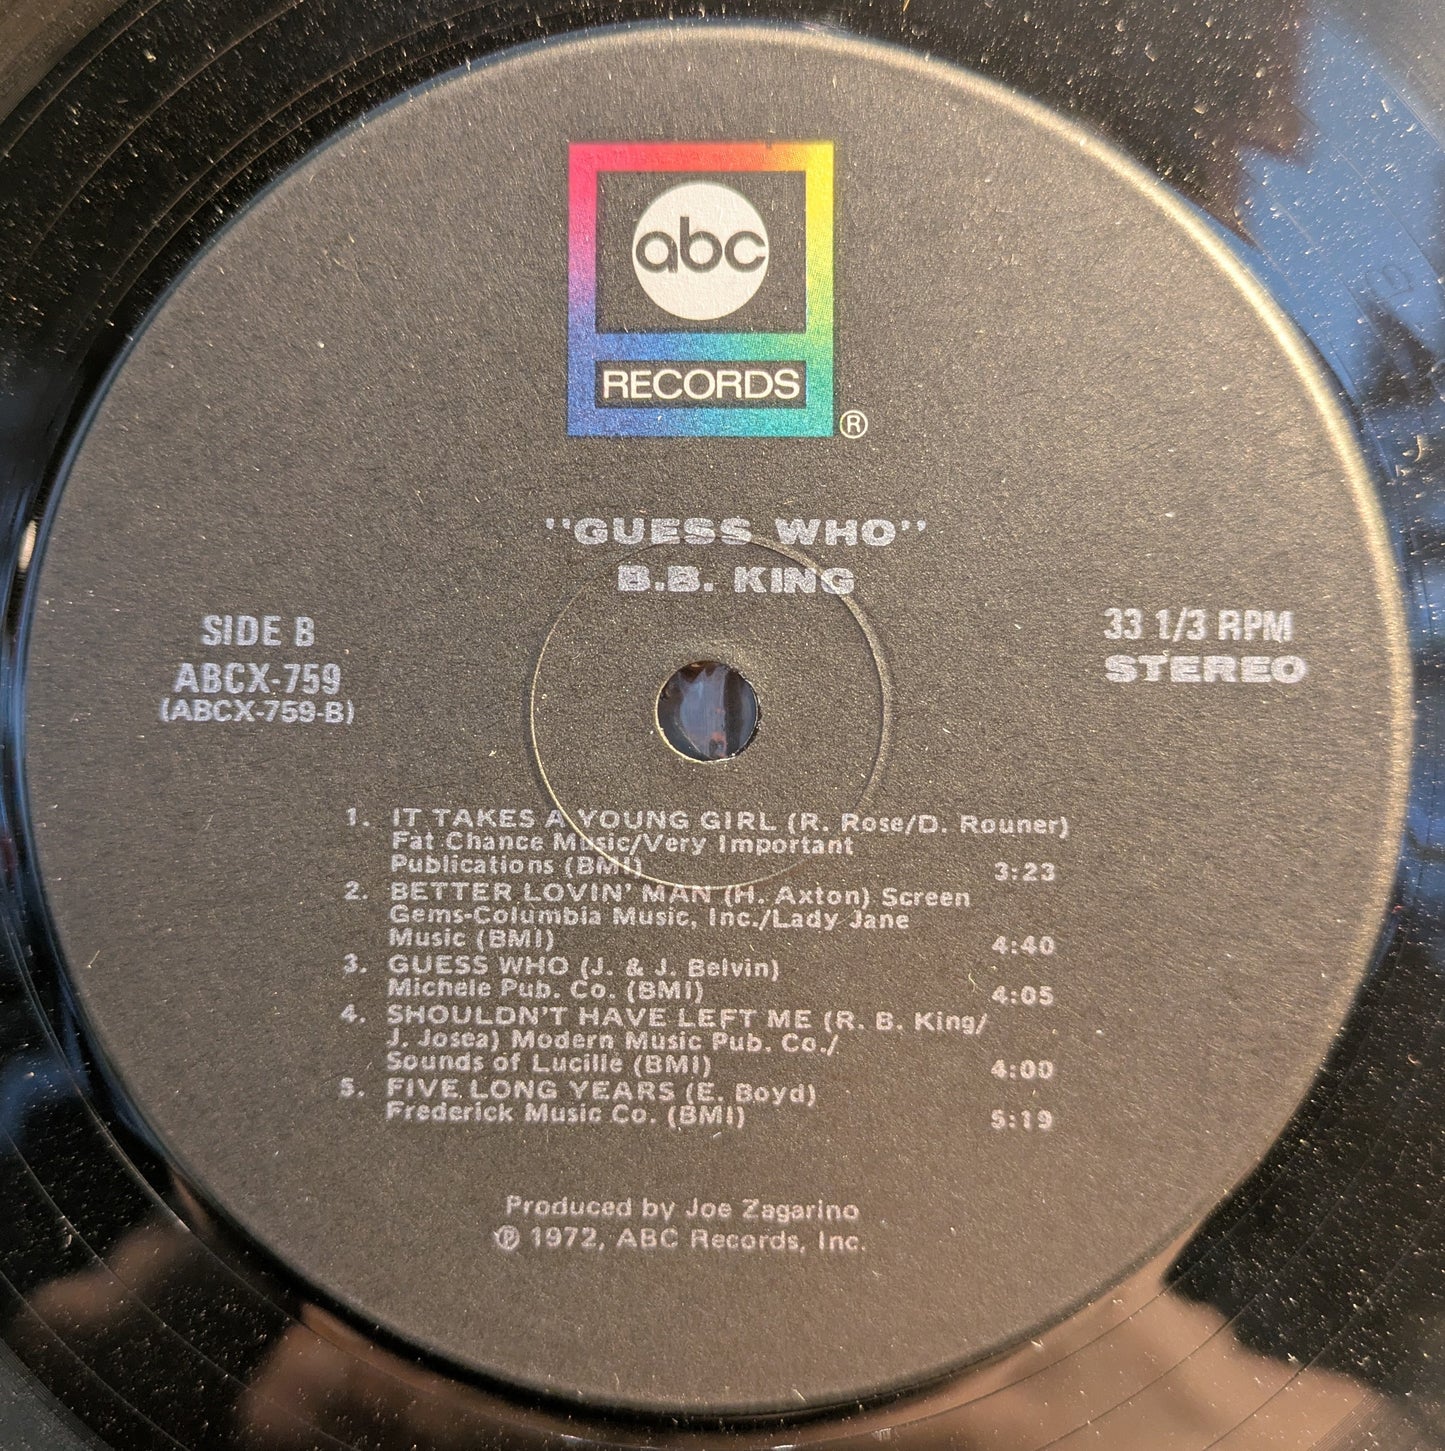 abc
RECORDS
®
"GUESS WHO"
B.B. KING
SIDE B
ABCX-759
(ABCX-759-B)
33 1/3 RPM
STEREO
1. IT TAKES A YOUNG GIRL (R. Rose/D. Rouner)
Fat Chance Music/Very Important
Publications (BMI) 3:23
2. BETTER LOVIN' MAN (H. Axton) Screen
Gems-Columbia Music, Inc./Lady Jane
Music (BMI) 4:40
3. GUESS WHO (J. & J. Belvin)
Michele Pub. Co. (BMI) 4:05
4. SHOULDN'T HAVE LEFT ME (R. B. King/
J. Josea) Modern Music Pub. Co./
Sounds of Lucille (BMI) 4:00
5. FIVE LONG YEARS (E. Boyd)
Frederick Music Co. (BMI) 5:19
Produced by Joe Zagarino
℗ 1972, ABC Records, Inc.